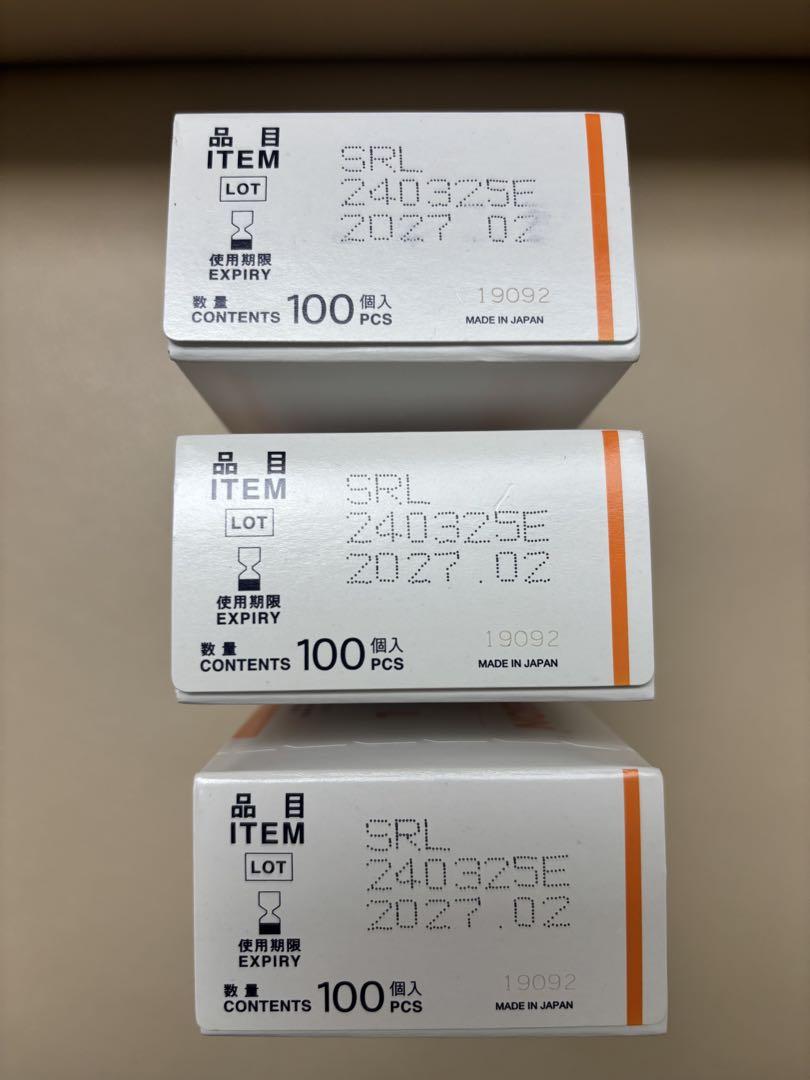 品目
ITEM
SRL
LOT
240325E
2027 02
使用期限
EXPIRY
数量
CONTENTS 100 個入
PCS
19092
MADE IN JAPAN
品目
ITEM
SRL
LOT
240325E
2027.02
使用期限
EXPIRY
数量
CONTENTS 100 個入
PCS
19092
MADE IN JAPAN
品目
ITEM
SRL
LOT
240325E
2027.02
使用期限
EXPIRY
数量
CONTENTS 100 個入
PCS
19092
MADE IN JAPAN